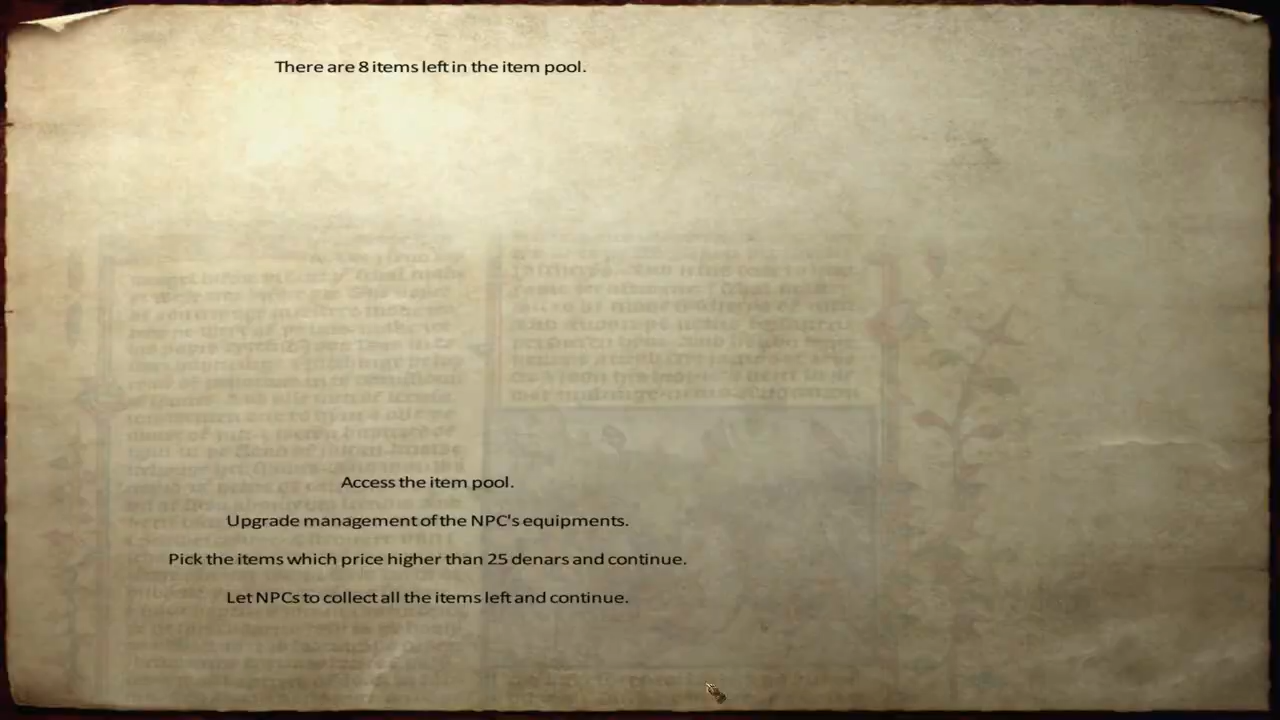 There are 8 items left in the item pool.
Access the item pool.
Upgrade management of the NPC's equipments.
Pick the items which price higher than 25 denars and continue.
Let NPCs to collect all the items left and continue.